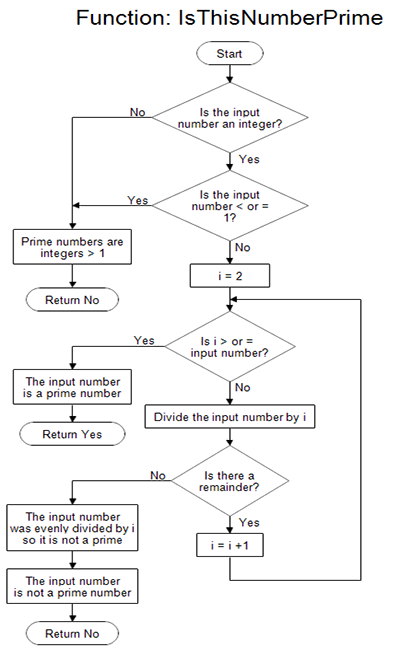 Function: IsThisNumberPrime
Start
Is the input
number an integer?
No
Yes
Is the input
number < or =
1?
Yes
No
Prime numbers are
integers > 1
Return No
i = 2
Is i > or =
input number?
Yes
No
The input number
is a prime number
Return Yes
Divide the input number by i
Is there a
remainder?
No
Yes
The input number
was evenly divided by i
so it is not a prime
i = i +1
The input number
is not a prime number
Return No